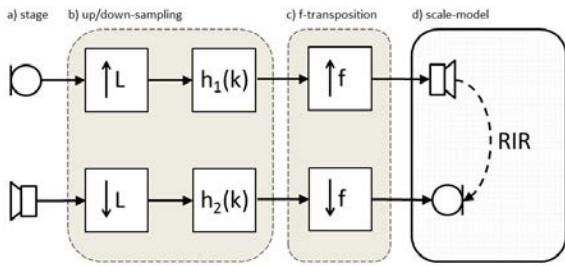 a) stage b) up/down-sampling c) f-transposition d) scale-model
↑L h₁(k) ↑f
RIR
↓L h₂(k) ↓f